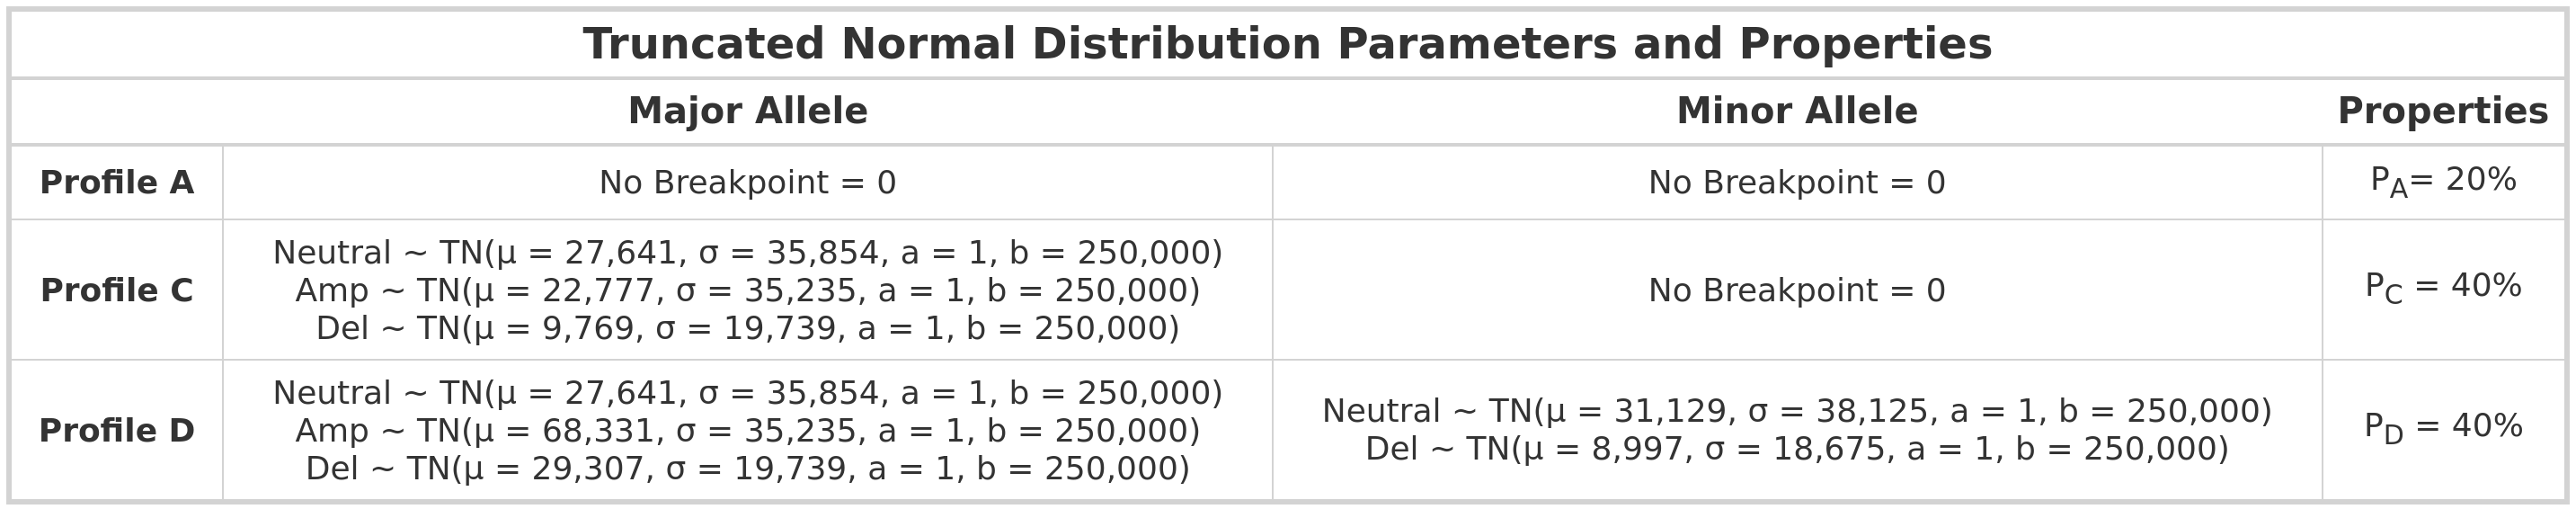 Truncated Normal Distribution Parameters and Properties
Major Allele Minor Allele Properties
Profile A No Breakpoint = 0 No Breakpoint = 0 P_A= 20%
Profile C
Neutral ~ TN(μ = 27,641, σ = 35,854, a = 1, b = 250,000)
Amp ~ TN(μ = 22,777, σ = 35,235, a = 1, b = 250,000)
Del ~ TN(μ = 9,769, σ = 19,739, a = 1, b = 250,000)
No Breakpoint = 0
P_C = 40%
Profile D
Neutral ~ TN(μ = 27,641, σ = 35,854, a = 1, b = 250,000)
Amp ~ TN(μ = 68,331, σ = 35,235, a = 1, b = 250,000)
Del ~ TN(μ = 29,307, σ = 19,739, a = 1, b = 250,000)
Neutral ~ TN(μ = 31,129, σ = 38,125, a = 1, b = 250,000)
Del ~ TN(μ = 8,997, σ = 18,675, a = 1, b = 250,000)
P_D = 40%